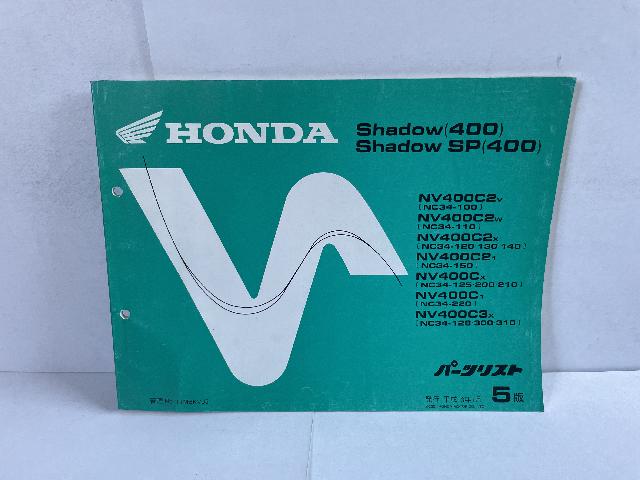 HONDA
Shadow(400)
Shadow SP(400)
NV400C2V
(NC34-100)
NV400C2W
(NC34-110)
NV400C2X
(NC34-120·130·140)
NV400C21
(NC34-150)
NV400CX
(NC34-125·200·210)
NV400C1
(NC34-220)
NV400C3X
(NC34-128·300·310)
パーツリスト
5版